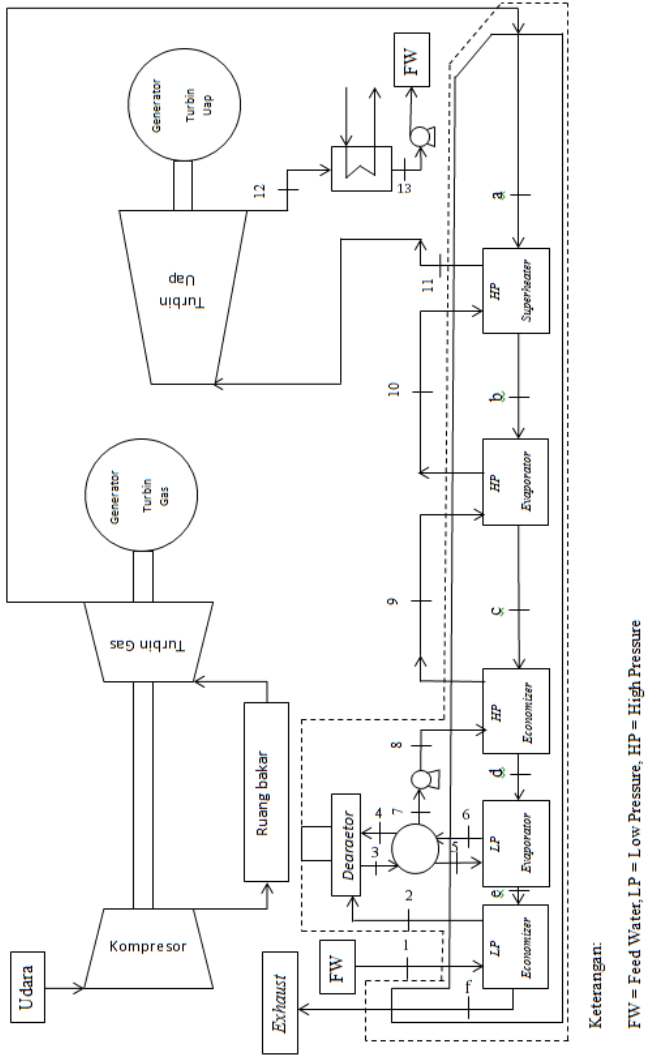 Udara
Kompresor
Ruang bakar
Turbin Gas
Generator
Turbin
Gas
Turbin
Uap
Generator
Turbin
Uap
12
13
FW
11
10
9
8
7
Dearaetor
4
3
6
5
2
FW
1
Exhaust
f
LP
Economizer
e
LP
Evaporator
d
HP
Economizer
c
HP
Evaporator
b
HP
Superheater
a
Keterangan:
FW = Feed Water, LP = Low Pressure, HP = High Pressure